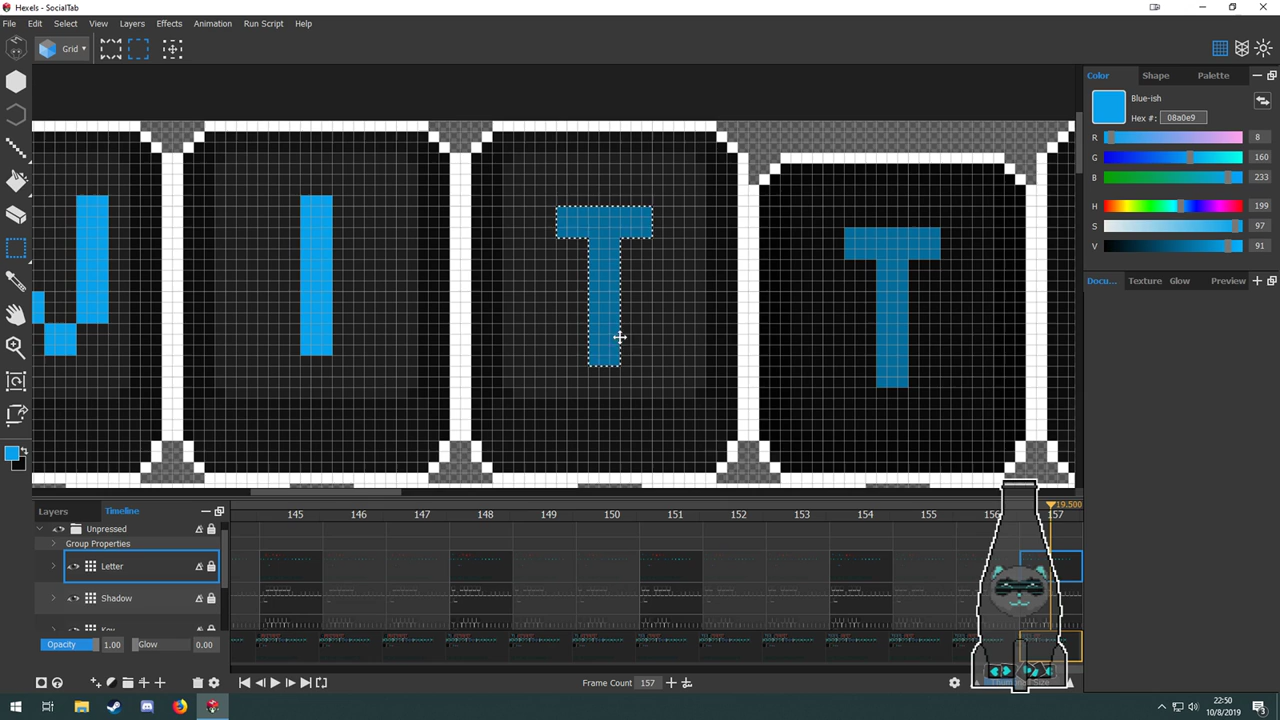 Hexels - SocialTab
File Edit Select View Layers Effects Animation Run Script Help
Grid
Color Shape Palette
Blue-ish
Hex #: 08a0e9
R 8
G 160
B 233
H 199
S 97
V 91
Docu... Texture Glow Preview
I T T
Layers Timeline
19.500
145 146 147 148 149 150 151 152 153 154 155 156 157
Unpressed
Group Properties
Letter
Shadow
Opacity 1.00 Glow 0.00
Frame Count 157
Size
22:50
10/8/2019
3